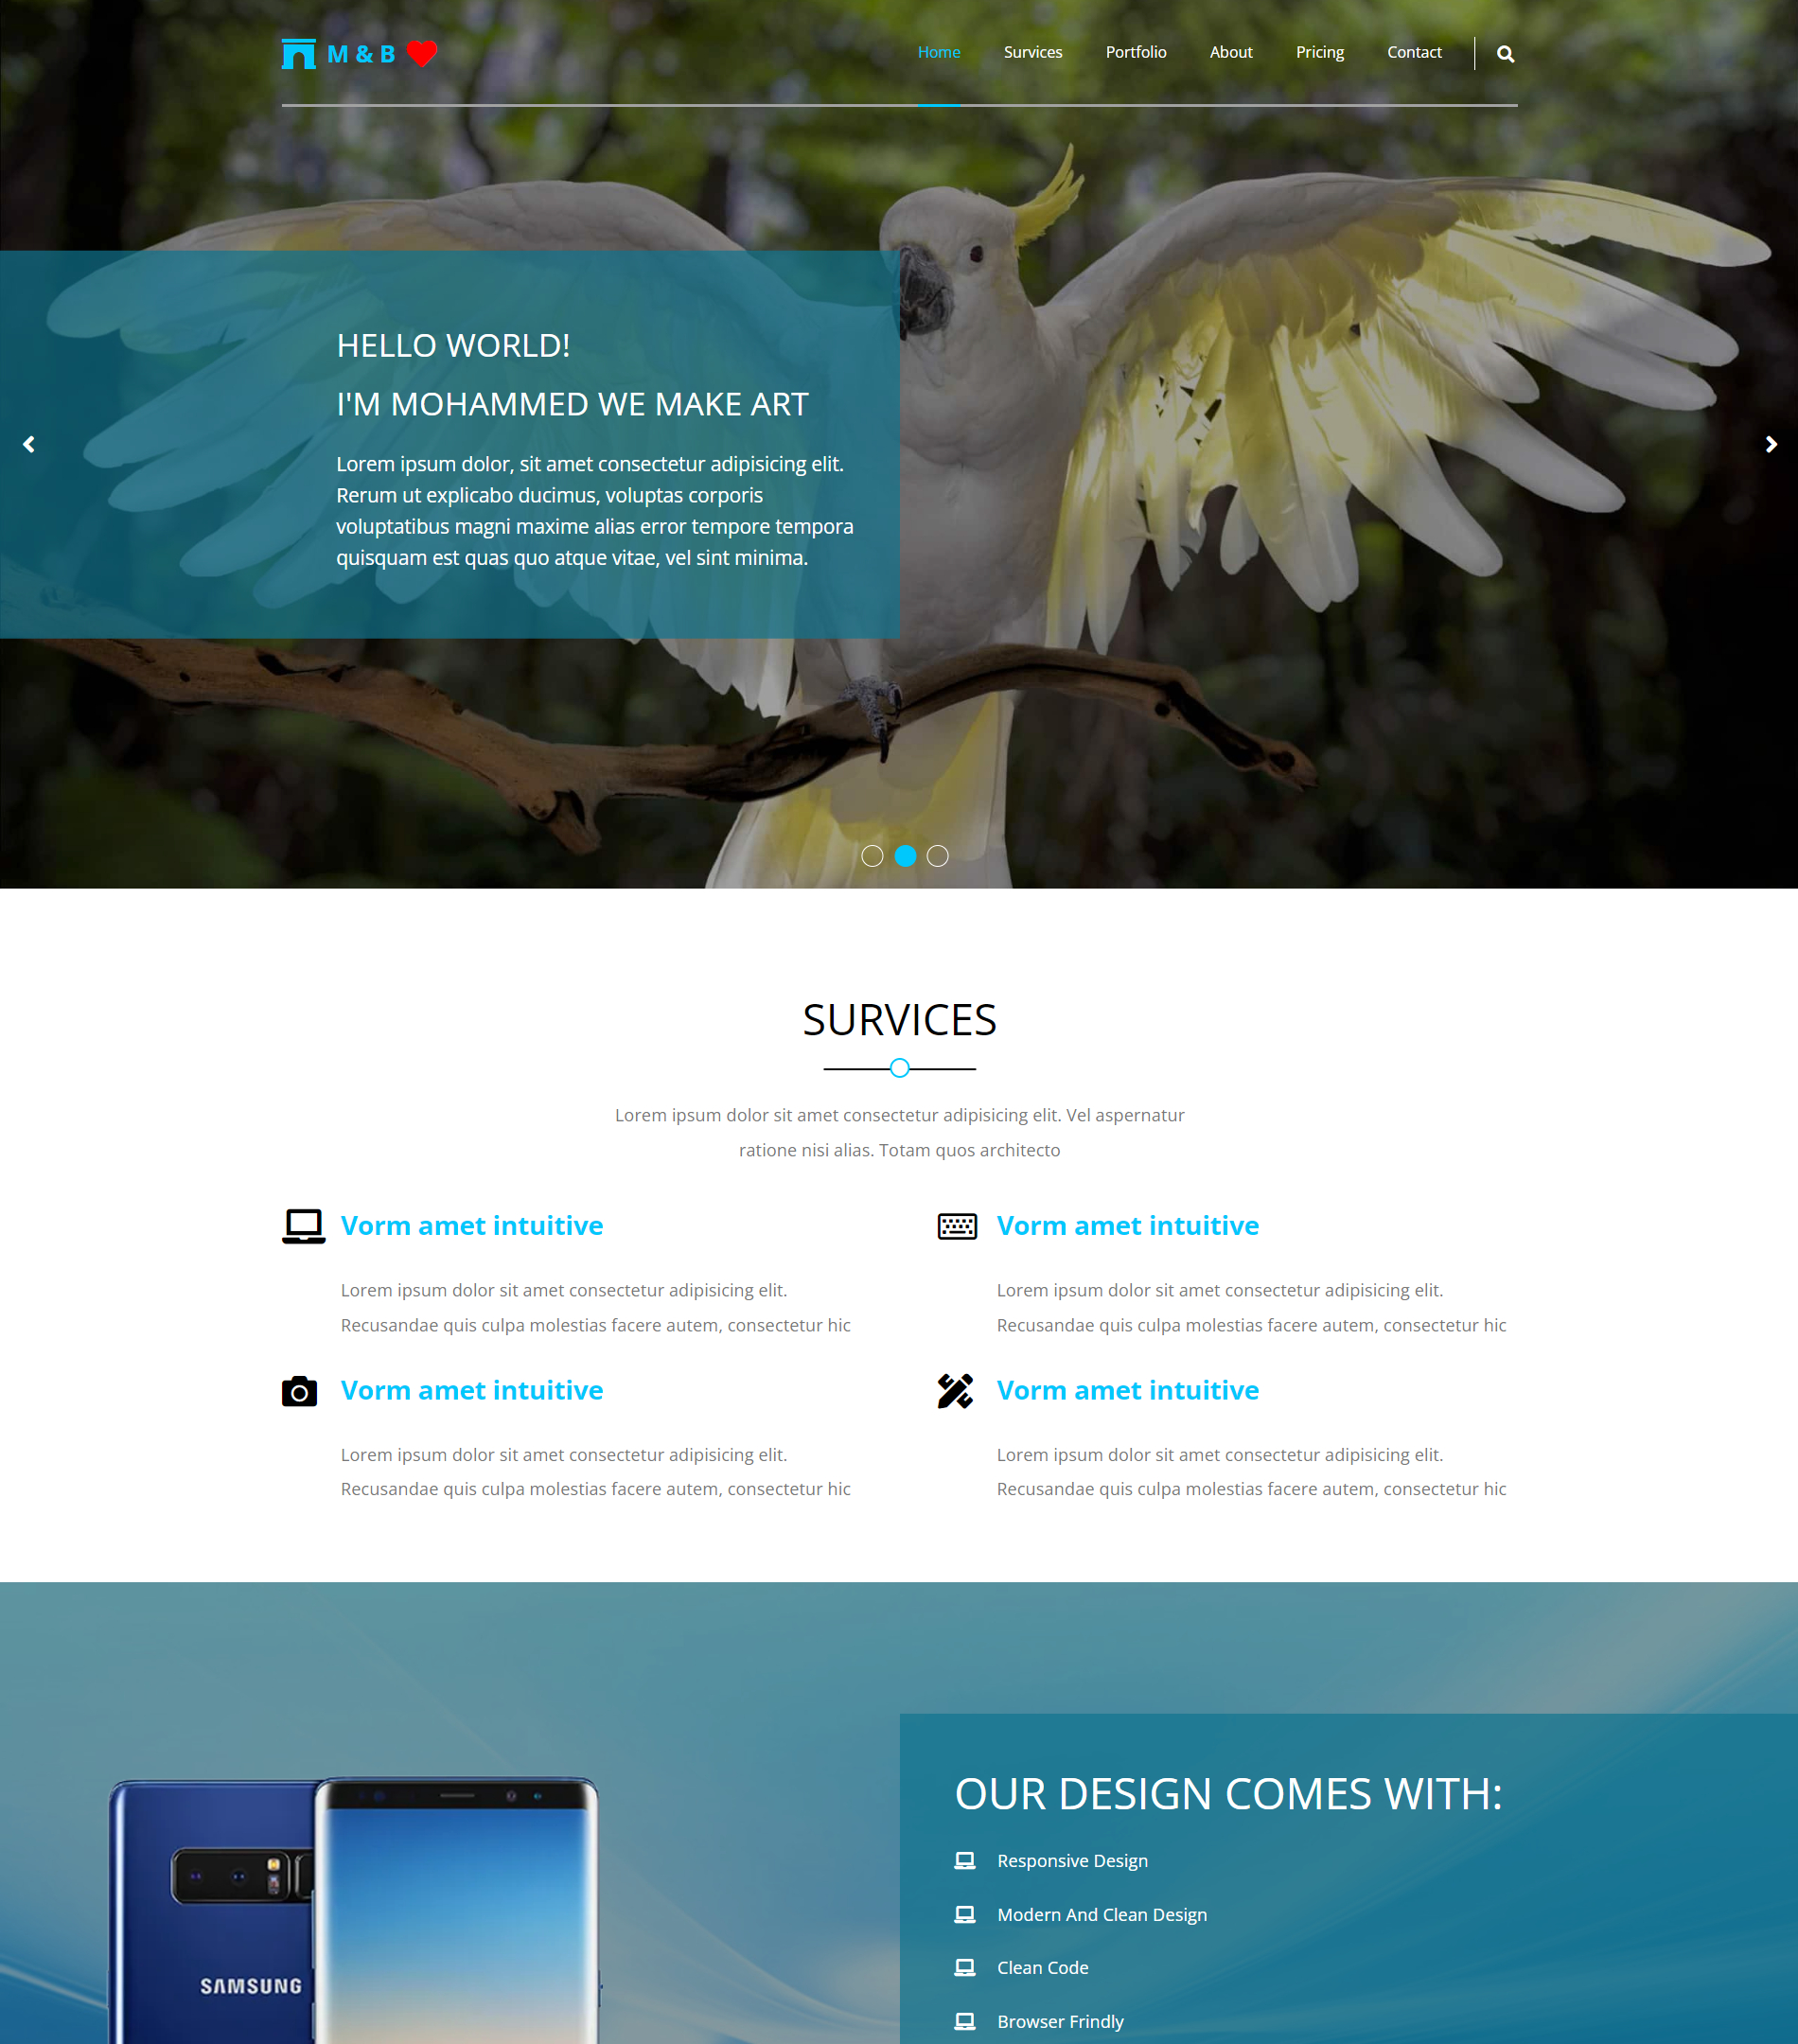 M & B
Home Survices Portfolio About Pricing Contact
HELLO WORLD!
I'M MOHAMMED WE MAKE ART
Lorem ipsum dolor, sit amet consectetur adipisicing elit.
Rerum ut explicabo ducimus, voluptas corporis
voluptatibus magni maxime alias error tempore tempora
quisquam est quas quo atque vitae, vel sint minima.
SURVICES
Lorem ipsum dolor sit amet consectetur adipisicing elit. Vel aspernatur
ratione nisi alias. Totam quos architecto
Vorm amet intuitive
Lorem ipsum dolor sit amet consectetur adipisicing elit.
Recusandae quis culpa molestias facere autem, consectetur hic
Vorm amet intuitive
Lorem ipsum dolor sit amet consectetur adipisicing elit.
Recusandae quis culpa molestias facere autem, consectetur hic
Vorm amet intuitive
Lorem ipsum dolor sit amet consectetur adipisicing elit.
Recusandae quis culpa molestias facere autem, consectetur hic
Vorm amet intuitive
Lorem ipsum dolor sit amet consectetur adipisicing elit.
Recusandae quis culpa molestias facere autem, consectetur hic
SAMSUNG
OUR DESIGN COMES WITH:
Responsive Design
Modern And Clean Design
Clean Code
Browser Frindly